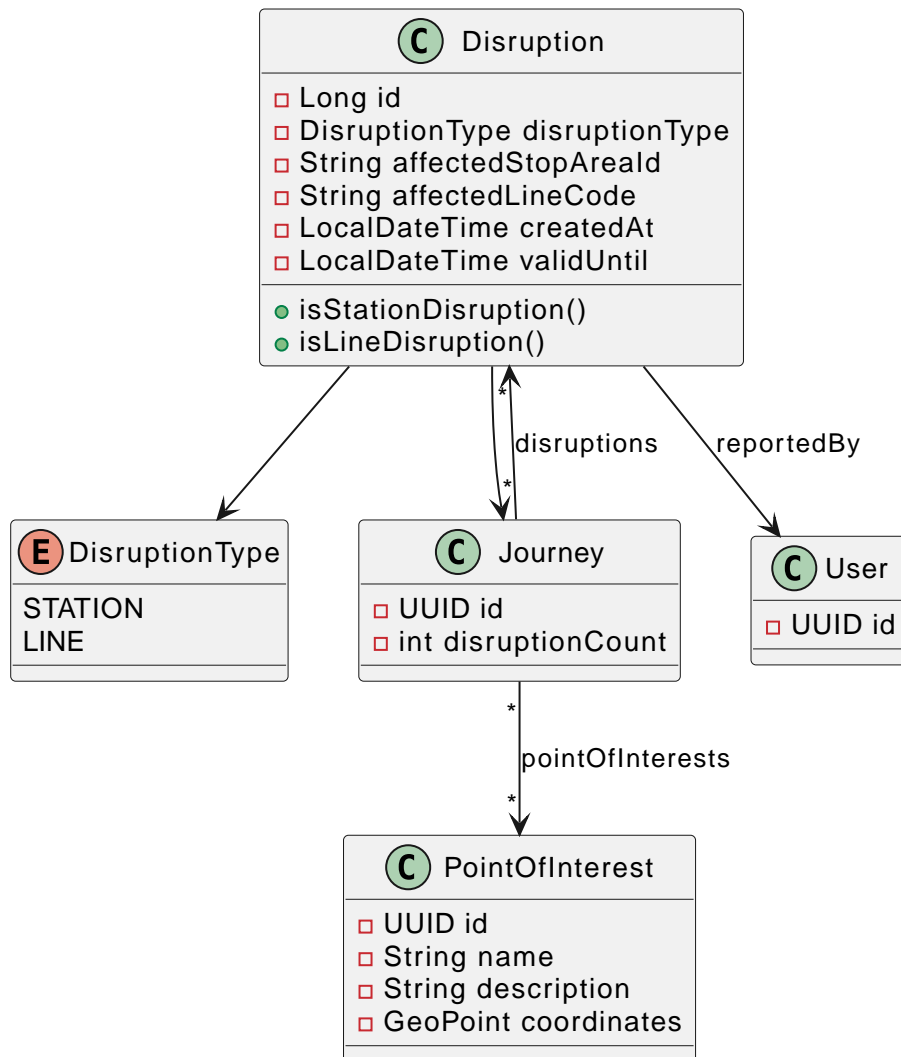 C Disruption
Long id
DisruptionType disruptionType
String affectedStopAreaId
String affectedLineCode
LocalDateTime createdAt
LocalDateTime validUntil
isStationDisruption()
isLineDisruption()
*
disruptions
*
reportedBy
E DisruptionType
STATION
LINE
C Journey
UUID id
int disruptionCount
C User
UUID id
*
pointOfInterests
*
C PointOfInterest
UUID id
String name
String description
GeoPoint coordinates